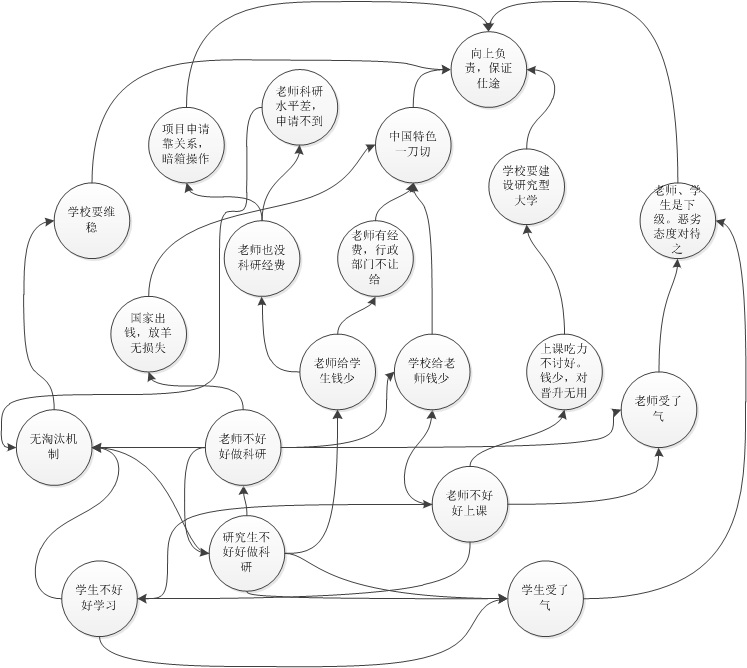 向上负
责，保证
仕途
老师科研
水平差，
申请不到
项目申请
靠关系，
暗箱操作
中国特色
一刀切
学校要建
设研究型
大学
学校要维
稳
老师、学
生是下
级。恶劣
态度对待
之
老师也没
科研经费
老师有经
费，行政
部门不让
给
国家出
钱，放羊
无损失
老师给学
生钱少
学校给老
师钱少
上课吃力
不讨好。
钱少，对
晋升无用
老师受了
气
无淘汰机
制
老师不好
好做科研
老师不好
好上课
研究生不
好好做科
研
学生不好
好学习
学生受了
气